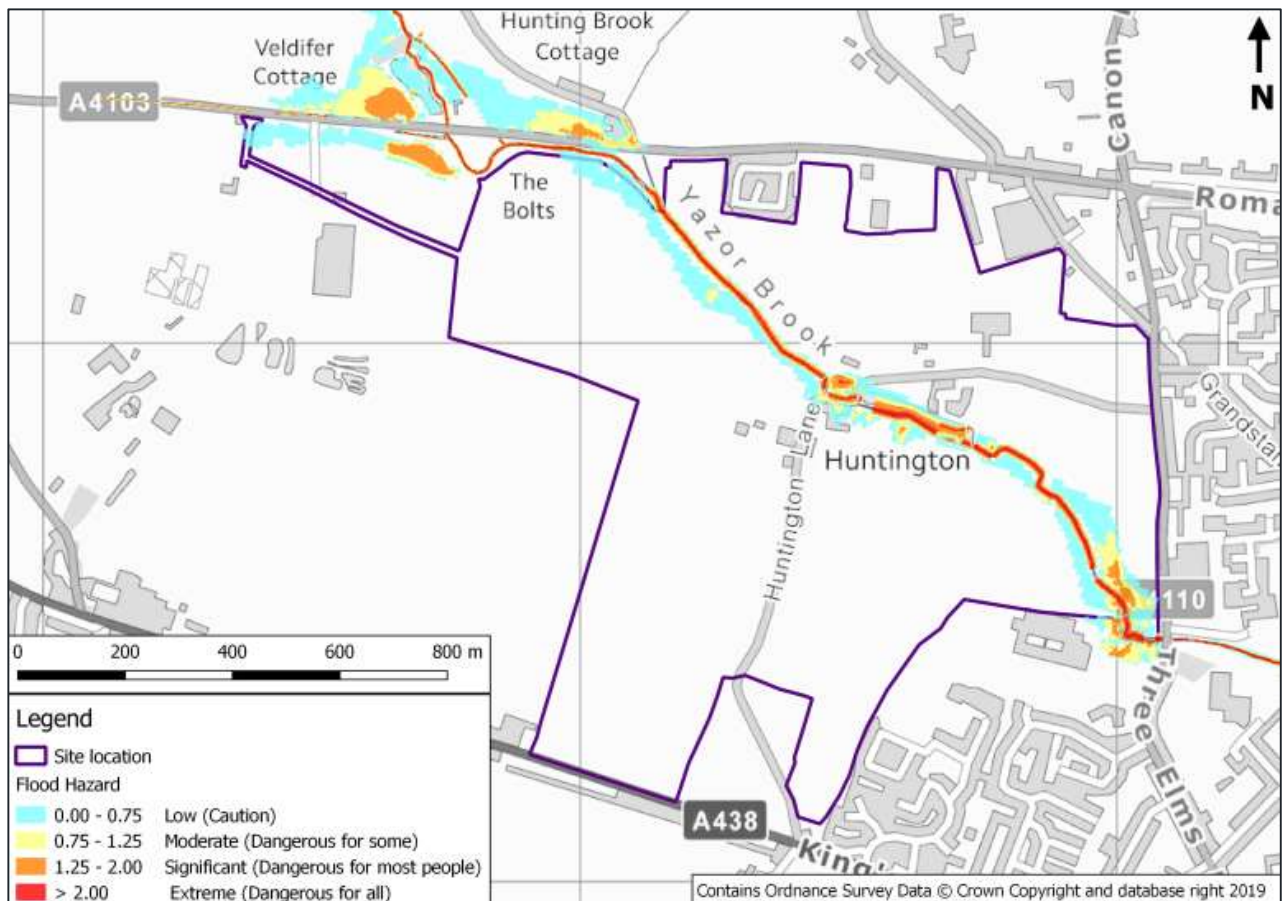 Hunting Brook
Cottage
Veldifer
Cottage
N
A4103
Canon
Roma
The
Bolts
Yazor Brook
Grandstan
Huntington Lane
Huntington
4110
Three Elms
0 200 400 600 800 m
Legend
Site location
Flood Hazard
0.00 - 0.75 Low (Caution)
0.75 - 1.25 Moderate (Dangerous for some)
1.25 - 2.00 Significant (Dangerous for most people)
> 2.00 Extreme (Dangerous for all)
A438
King's
Contains Ordnance Survey Data © Crown Copyright and database right 2019